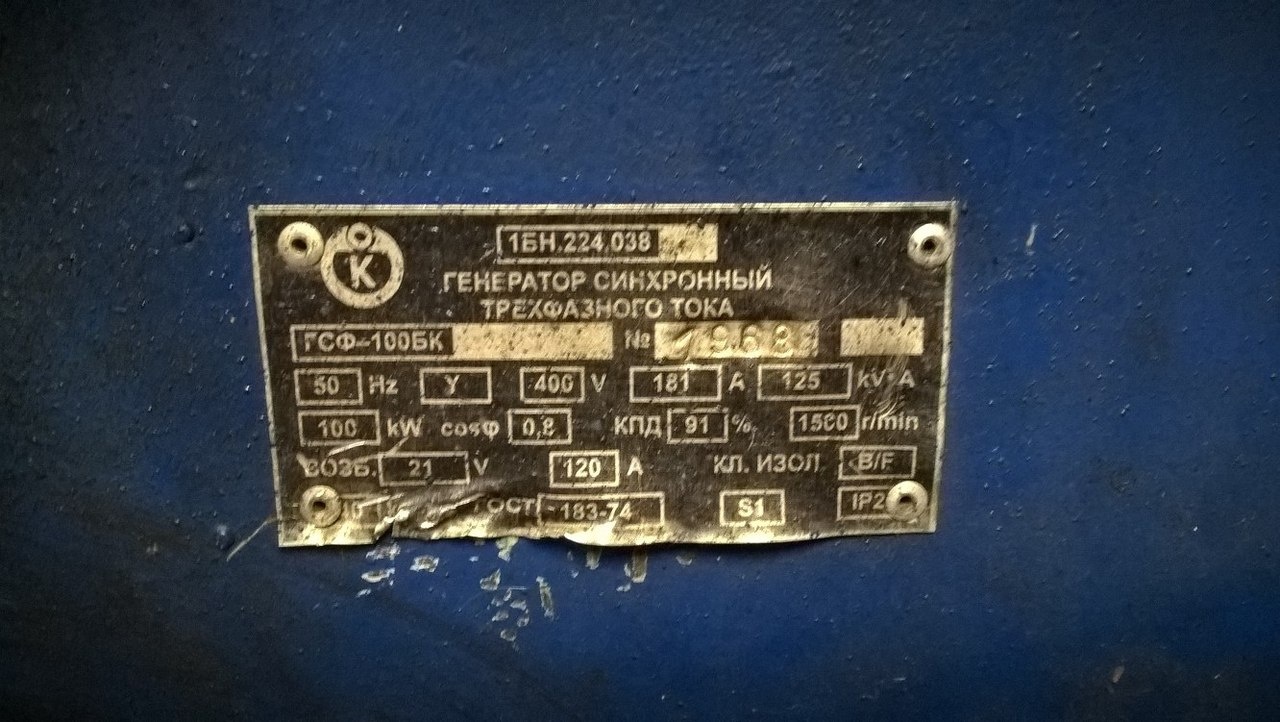 К
1БН.224.038
ГЕНЕРАТОР СИНХРОННЫЙ
ТРЕХФАЗНОГО ТОКА
ГСФ-100БК №
50 Hz Y 400 V 181 A 125 kV·A
100 kW cosφ 0,8 КПД 91 % 1500 r/min
ВОЗБ. 21 V 120 A КЛ. ИЗОЛ B/F
ГОСТ 183-74 S1